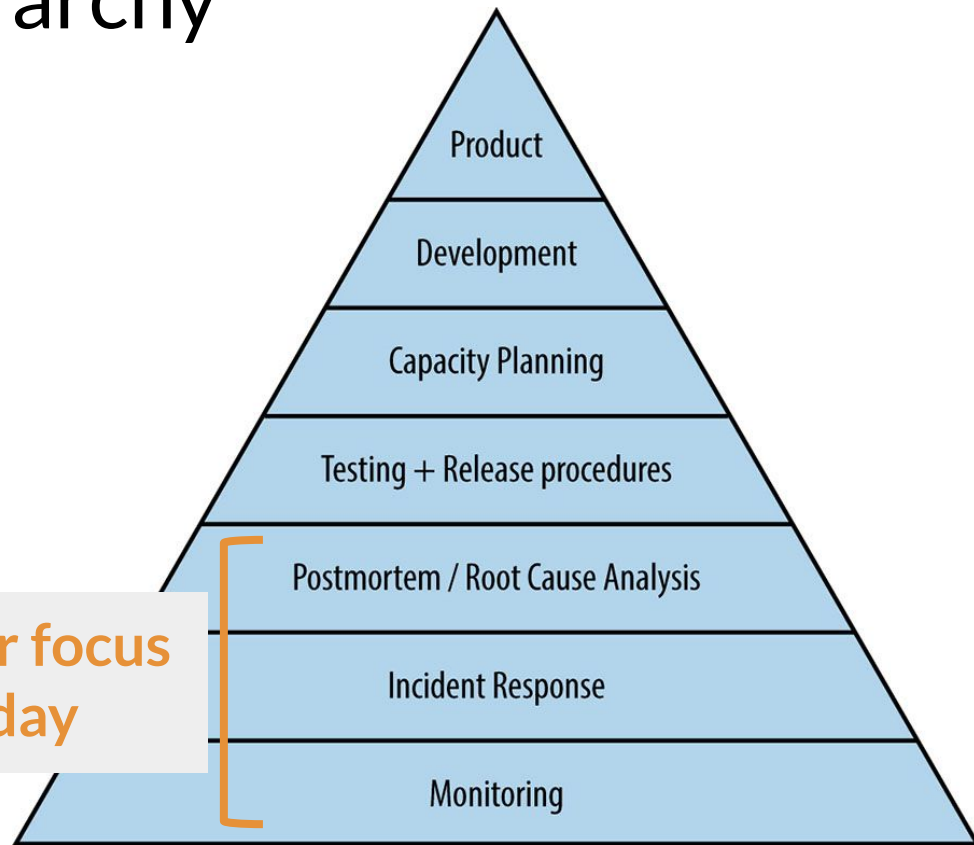 archy
Product
Development
Capacity Planning
Testing + Release procedures
Postmortem / Root Cause Analysis
r focus
day
Incident Response
Monitoring